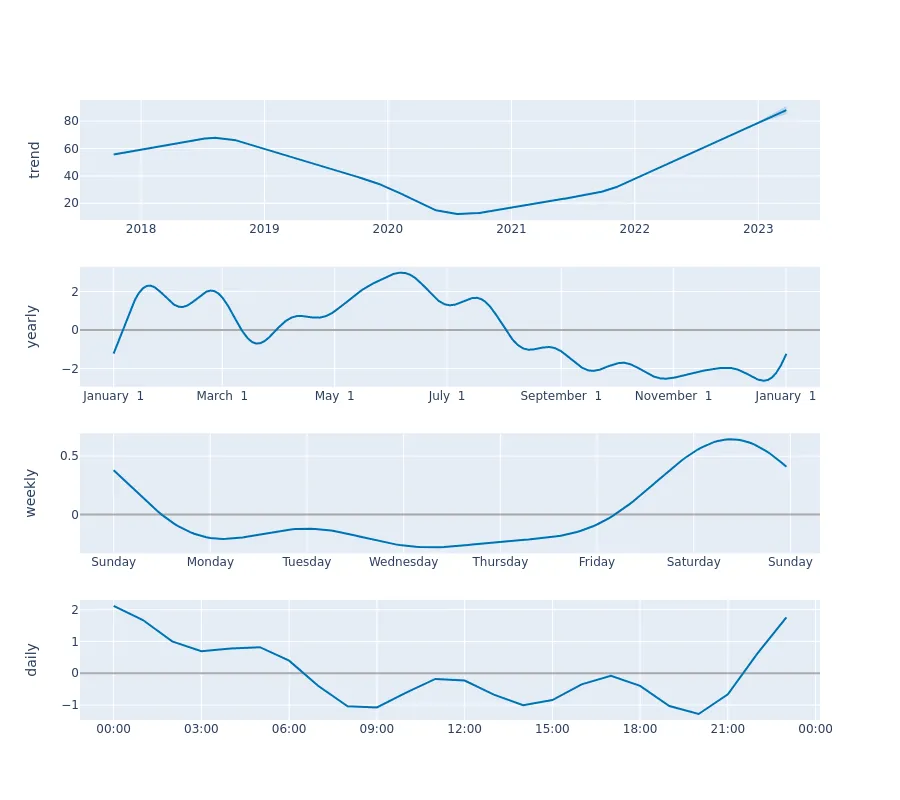 trend
80
60
40
20
2018 2019 2020 2021 2022 2023
yearly
2
0
−2
January 1 March 1 May 1 July 1 September 1 November 1 January 1
weekly
0.5
0
Sunday Monday Tuesday Wednesday Thursday Friday Saturday Sunday
daily
2
1
0
−1
00:00 03:00 06:00 09:00 12:00 15:00 18:00 21:00 00:00